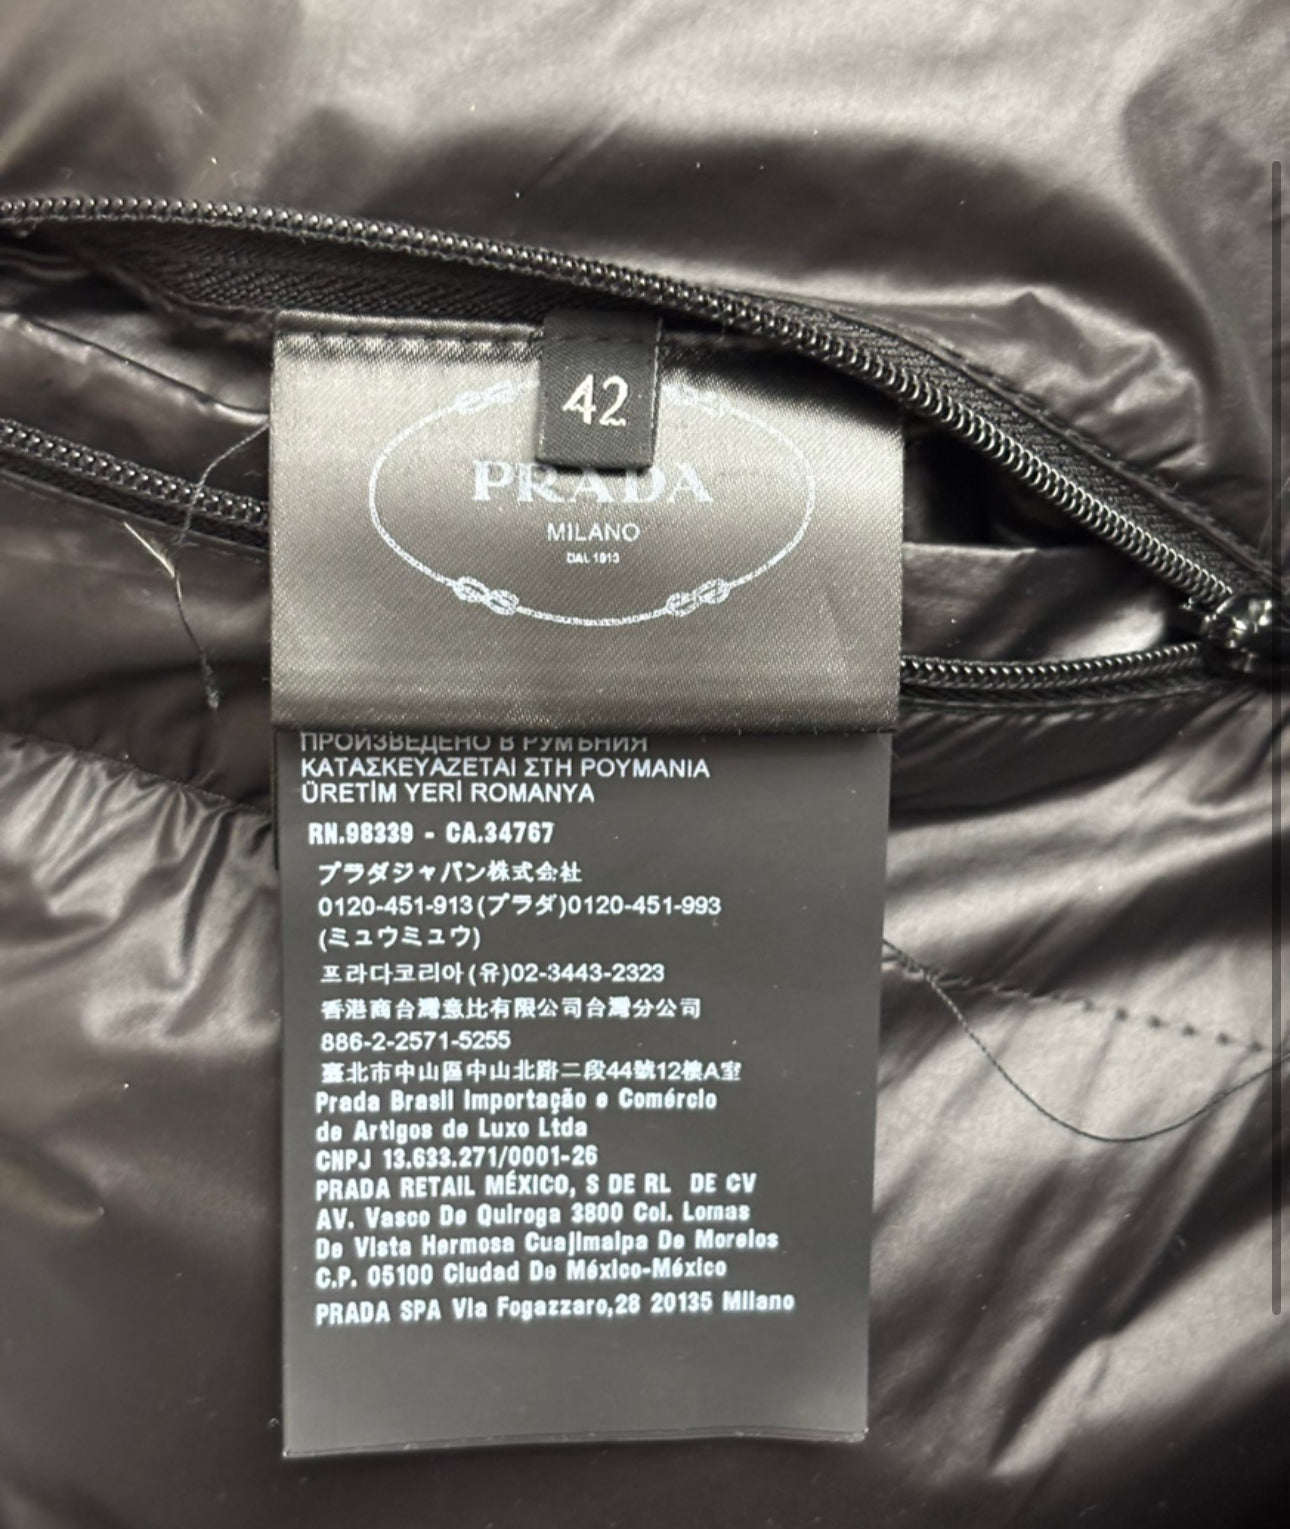 42
PRADA
MILANO
DAL 1913
ПРОИЗВЕДЕНО В РУМЪНИЯ
ΚΑΤΑΣΚΕΥΑΖΕΤΑΙ ΣΤΗ ΡΟΥΜΑΝΙΑ
ÜRETİM YERİ ROMANYA
RN.98339 - CA.34767
プラダジャパン株式会社
0120-451-913(プラダ)0120-451-993
(ミュウミュウ)
프라다코리아(유)02-3443-2323
香港商台灣意比有限公司台灣分公司
886-2-2571-5255
臺北市中山區中山北路二段44號12樓A室
Prada Brasil Importação e Comércio
de Artigos de Luxo Ltda
CNPJ 13.633.271/0001-26
PRADA RETAIL MÉXICO, S DE RL DE CV
AV. Vasco De Quiroga 3800 Col. Lomas
De Vista Hermosa Cuajimalpa De Morelos
C.P. 05100 Ciudad De México-México
PRADA SPA Via Fogazzaro,28 20135 Milano